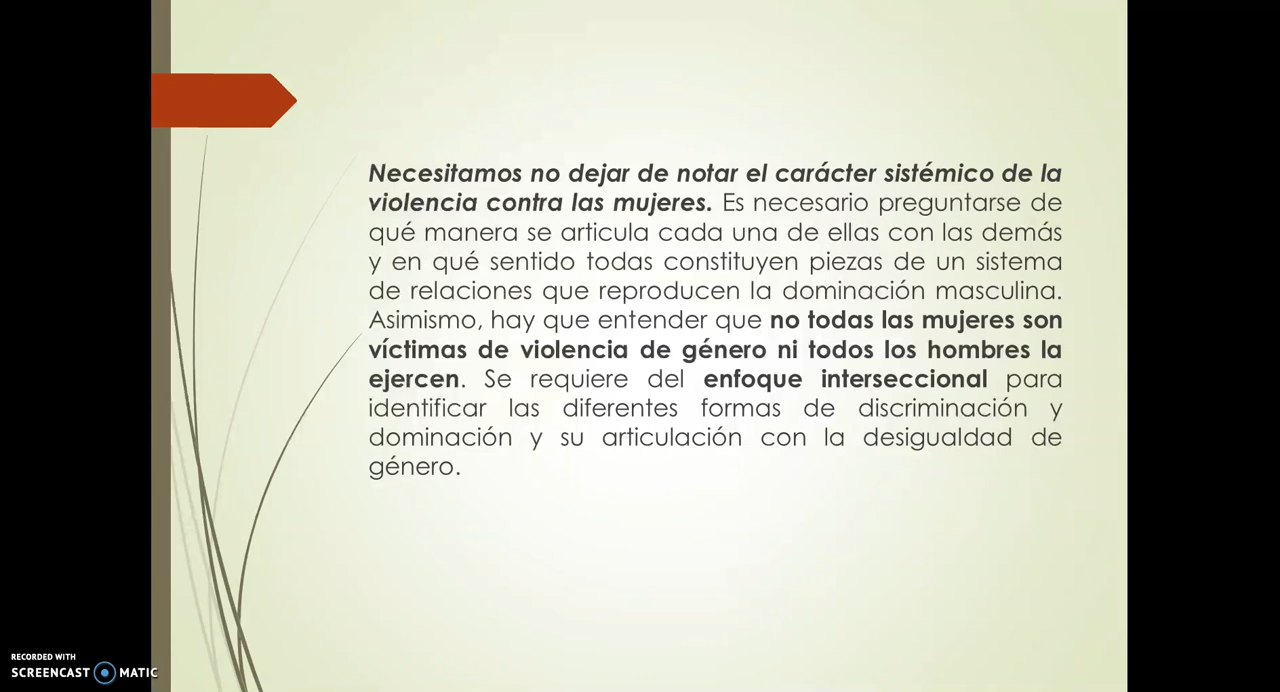 Necesitamos no dejar de notar el carácter sistémico de la
violencia contra las mujeres. Es necesario preguntarse de
qué manera se articula cada una de ellas con las demás
y en qué sentido todas constituyen piezas de un sistema
de relaciones que reproducen la dominación masculina.
Asimismo, hay que entender que no todas las mujeres son
víctimas de violencia de género ni todos los hombres la
ejercen. Se requiere del enfoque interseccional para
identificar las diferentes formas de discriminación y
dominación y su articulación con la desigualdad de
género.
RECORDED WITH
SCREENCAST MATIC